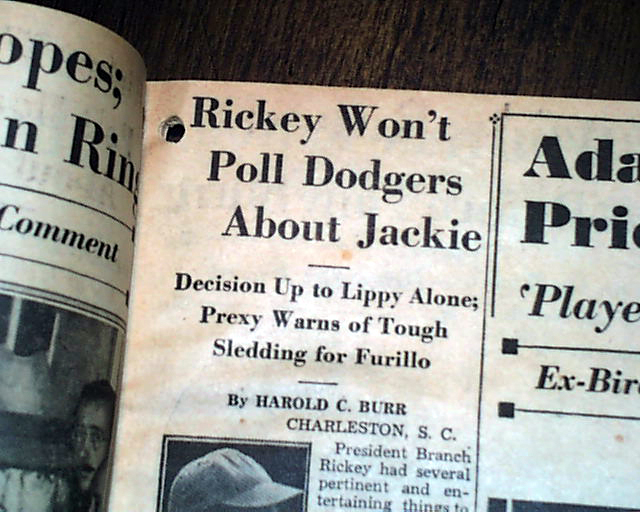 opes;
n Ring
Comment
Rickey Won't
Poll Dodgers
About Jackie
Decision Up to Lippy Alone;
Prexy Warns of Tough
Sledding for Furillo
By HAROLD C. BURR
CHARLESTON, S. C.
President Branch
Rickey had several
pertinent and en-
tertaining things to
Ada
Pric
'Playe
Ex-Bir